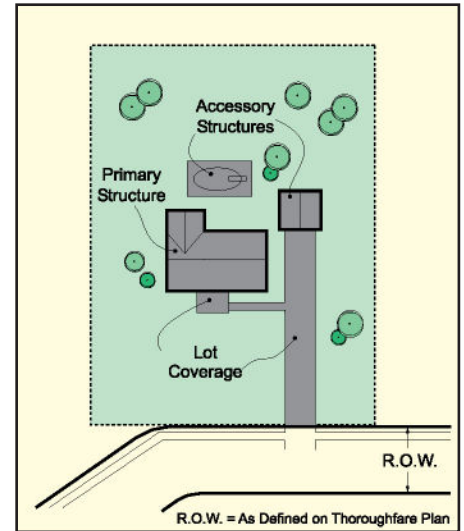 Accessory
Structures
Primary
Structure
Lot
Coverage
R.O.W.
R.O.W. = As Defined on Thoroughfare Plan